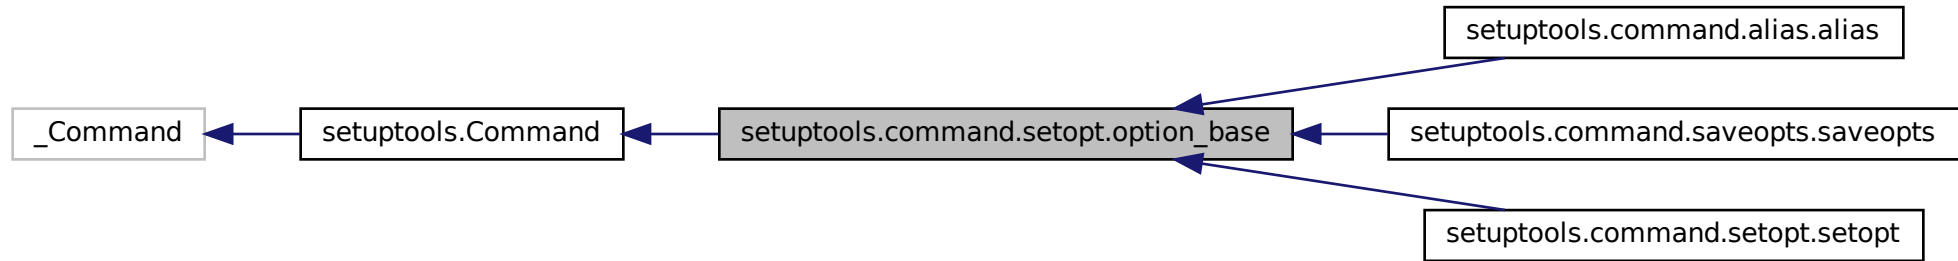 setuptools.command.alias.alias
_Command
setuptools.Command
setuptools.command.setopt.option_base
setuptools.command.saveopts.saveopts
setuptools.command.setopt.setopt